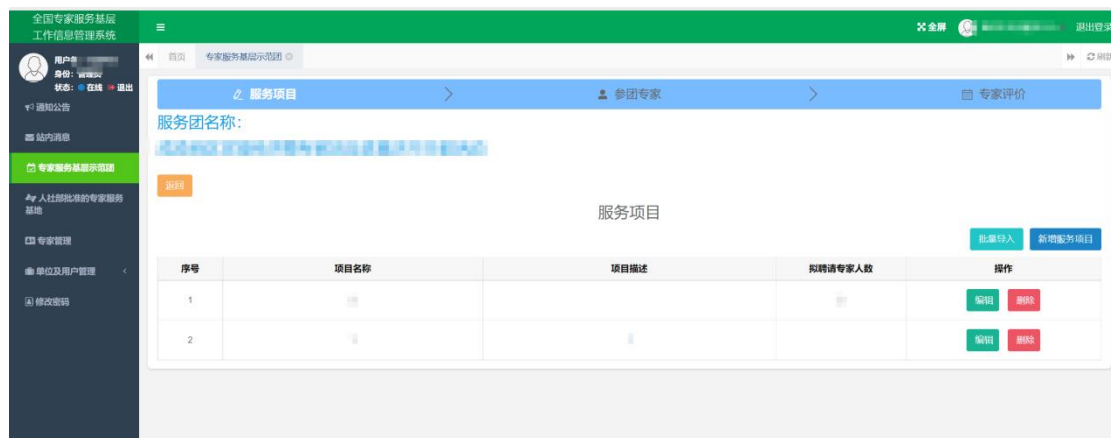 全国专家服务基层
工作信息管理系统
全屏
退出登录
用户名
身份:
状态: 在线 退出
首页 专家服务基层示范团
通知公告
站内消息
专家服务基层示范团
人社部批准的专家服务
基地
专家管理
单位及用户管理
修改密码
服务项目
参团专家
专家评价
服务团名称:
返回
服务项目
批量导入 新增服务项目
序号 项目名称 项目描述 拟聘请专家人数 操作
1 编辑 删除
2 编辑 删除